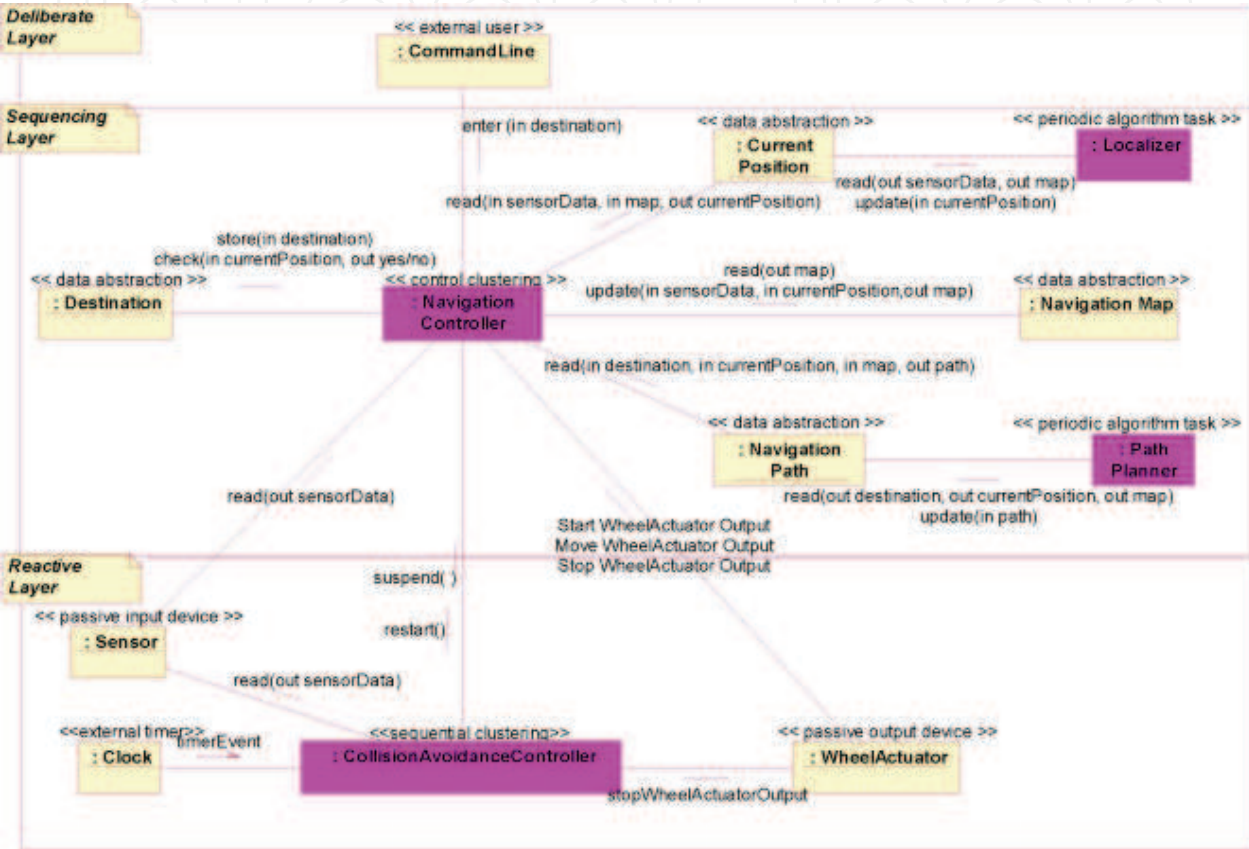 Deliberate
Layer
<< external user >>
: CommandLine
Sequencing
Layer
enter (in destination)
<< data abstraction >>
: Current
Position
<< periodic algorithm task >>
: Localizer
read(out sensorData, out map)
update(in currentPosition)
read(in sensorData, in map, out currentPosition)
store(in destination)
check(in currentPosition, out yes/no)
<< data abstraction >>
: Destination
<< control clustering >>
: Navigation
Controller
read(out map)
update(in sensorData, in currentPosition,out map)
<< data abstraction >>
: Navigation Map
read(in destination, in currentPosition, in map, out path)
<< data abstraction >>
: Navigation
Path
<< periodic algorithm task >>
: Path
Planner
read(out destination, out currentPosition, out map)
update(in path)
read(out sensorData)
Start WheelActuator Output
Move WheelActuator Output
Stop WheelActuator Output
Reactive
Layer
suspend( )
restart()
<< passive input device >>
: Sensor
read(out sensorData)
<<external timer>>
: Clock
timerEvent
<<sequential clustering>>
: CollisionAvoidanceController
<< passive output device >>
: WheelActuator
stopWheelActuatorOutput